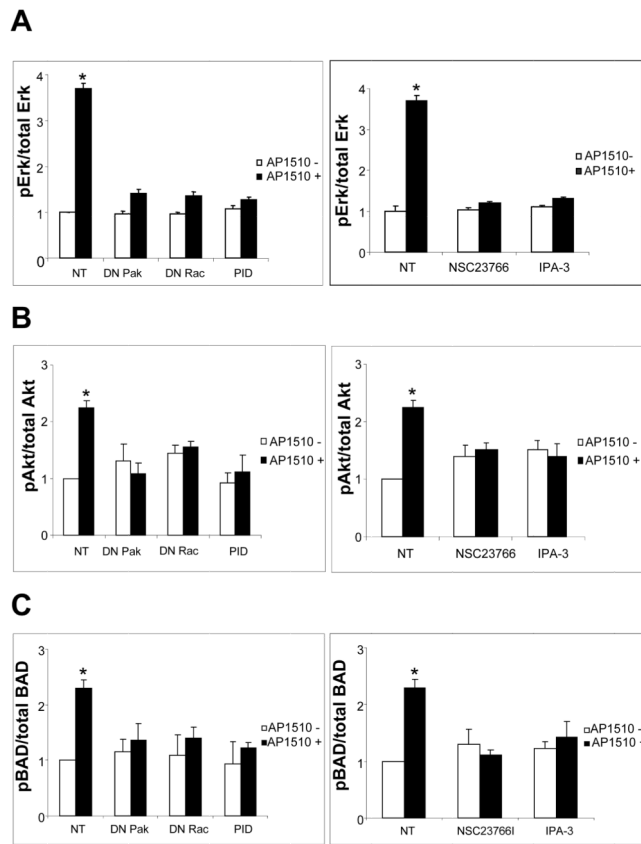 A
pErk/total Erk
4
3
2
1
0
*
AP1510 -
AP1510 +
NT
DN Pak
DN Rac
PID
pErk/total Erk
4
3
2
1
0
*
AP1510-
AP1510+
NT
NSC23766
IPA-3
B
pAkt/total Akt
3
2
1
0
*
AP1510 -
AP1510 +
NT
DN Pak
DN Rac
PID
pAkt/total Akt
3
2
1
0
*
AP1510 -
AP1510 +
NT
NSC23766
IPA-3
C
pBAD/total BAD
3
2
1
0
*
AP1510 -
AP1510 +
NT
DN Pak
DN Rac
PID
pBAD/total BAD
3
2
1
0
*
AP1510 -
AP1510 +
NT
NSC23766I
IPA-3